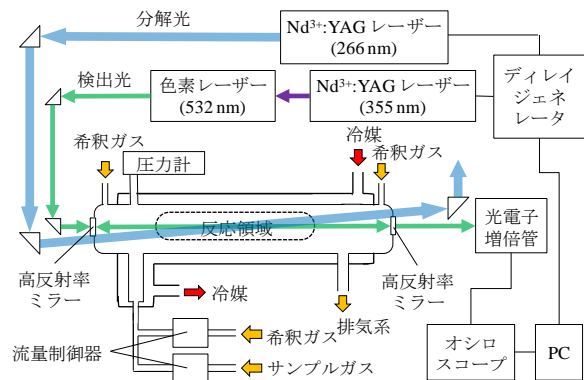 分解光
Nd³⁺:YAG レーザー
(266 nm)
検出光
色素レーザー
(532 nm)
Nd³⁺:YAG レーザー
(355 nm)
ディレイ
ジェネ
レータ
希釈ガス
圧力計
冷媒
希釈ガス
反応領域
光電子
増倍管
高反射率
ミラー
高反射率
ミラー
冷媒
排気系
希釈ガス
流量制御器
サンプルガス
オシロ
スコープ
PC